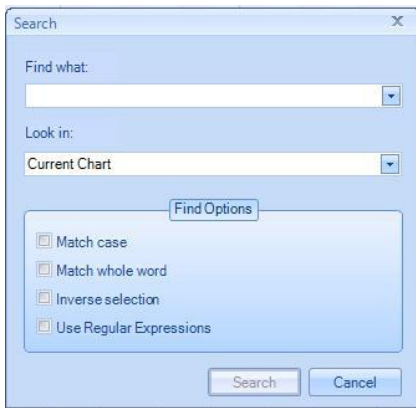 Search
Find what:
Look in:
Current Chart
Find Options
Match case
Match whole word
Inverse selection
Use Regular Expressions
Search Cancel